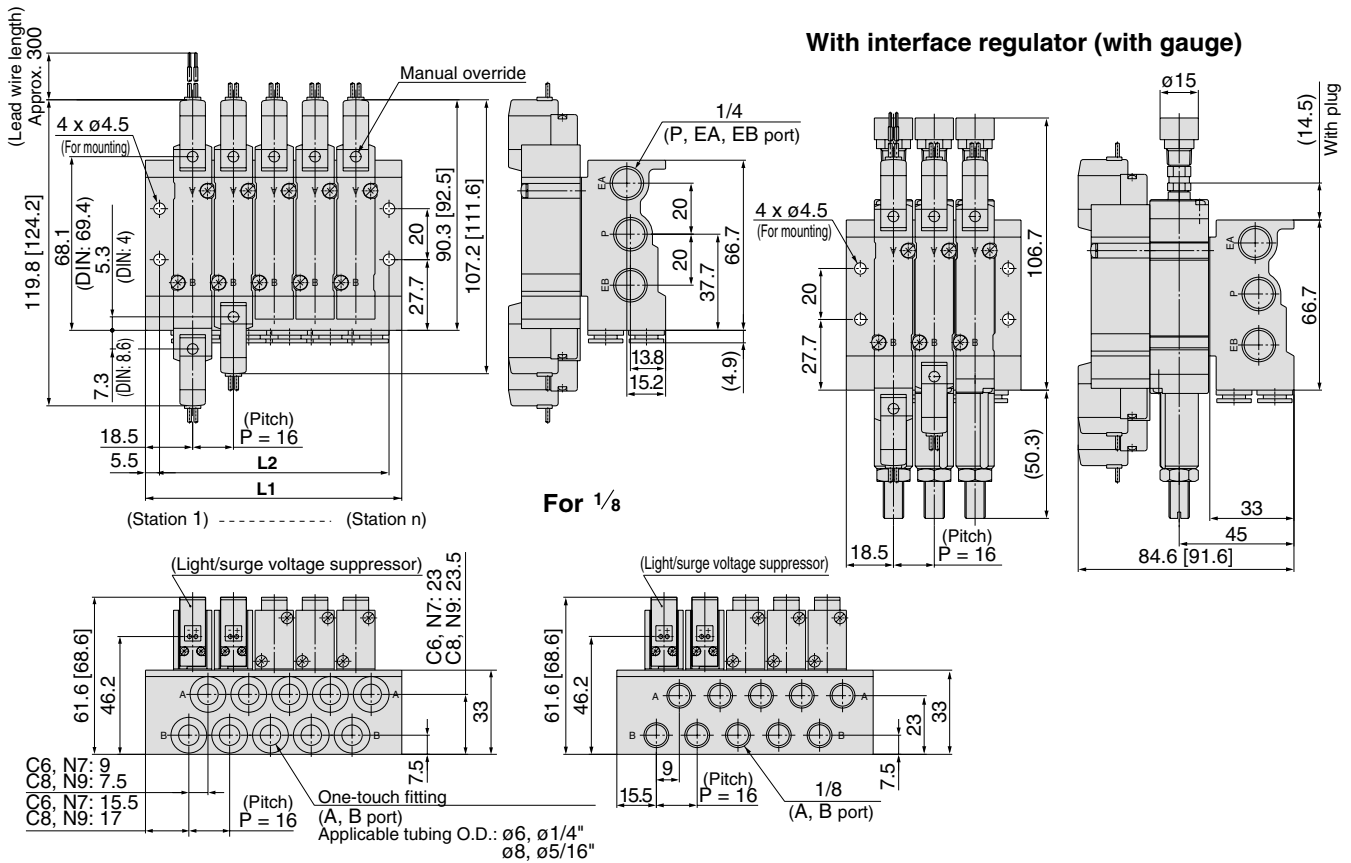 With interface regulator (with gauge)
(Lead wire length)
Approx. 300
Manual override
4 x ø4.5
(For mounting)
119.8 [124.2]
68.1
(DIN: 69.4)
5.3
(DIN: 4)
7.3
(DIN: 8.6)
A A A A A
B B B B B
20
27.7
90.3 [92.5]
107.2 [111.6]
18.5
5.5
(Pitch)
P = 16
L2
L1
(Station 1) ----------- (Station n)
1/4
(P, EA, EB port)
EA
P
EB
20
20
37.7
66.7
13.8
15.2
(4.9)
4 x ø4.5
(For mounting)
A A
B B B
20
27.7
106.7
(50.3)
18.5
(Pitch)
P = 16
ø15
(14.5)
With plug
EA
P
EB
66.7
33
45
84.6 [91.6]
For 1/8
(Light/surge voltage suppressor)
61.6 [68.6]
46.2
C6, N7: 23
C8, N9: 23.5
A A
B B
33
7.5
C6, N7: 9
C8, N9: 7.5
C6, N7: 15.5
C8, N9: 17
(Pitch)
P = 16
One-touch fitting
(A, B port)
Applicable tubing O.D.: ø6, ø1/4"
ø8, ø5/16"
(Light/surge voltage suppressor)
61.6 [68.6]
46.2
A A
B B
23
33
7.5
9
15.5
(Pitch)
P = 16
1/8
(A, B port)